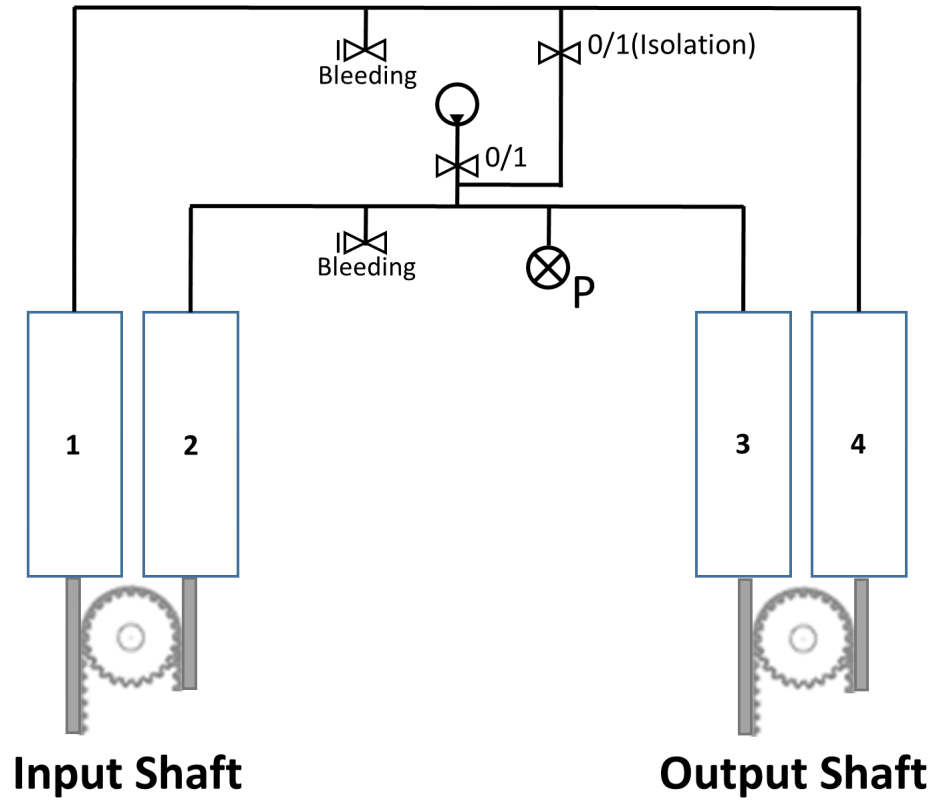 0/1(Isolation)
Bleeding
0/1
Bleeding
P
1
2
3
4
Input Shaft
Output Shaft